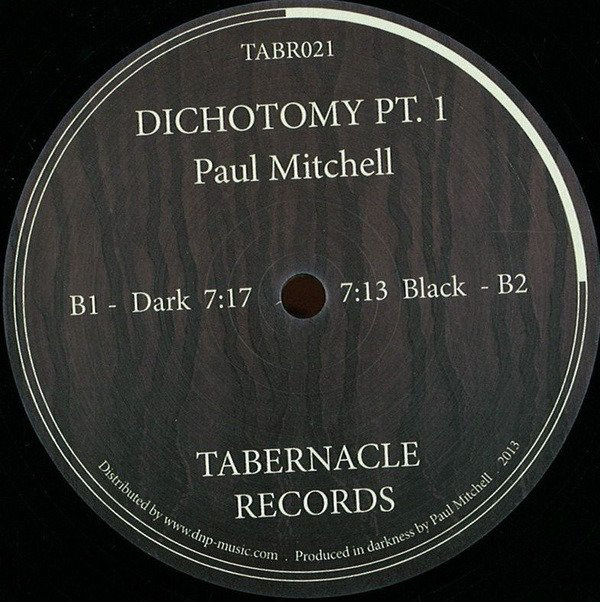 TABR021
DICHOTOMY PT. 1
Paul Mitchell
B1 - Dark 7:17
7:13 Black - B2
TABERNACLE
RECORDS
Distributed by www.dnp-music.com . Produced in darkness by Paul Mitchell 2013